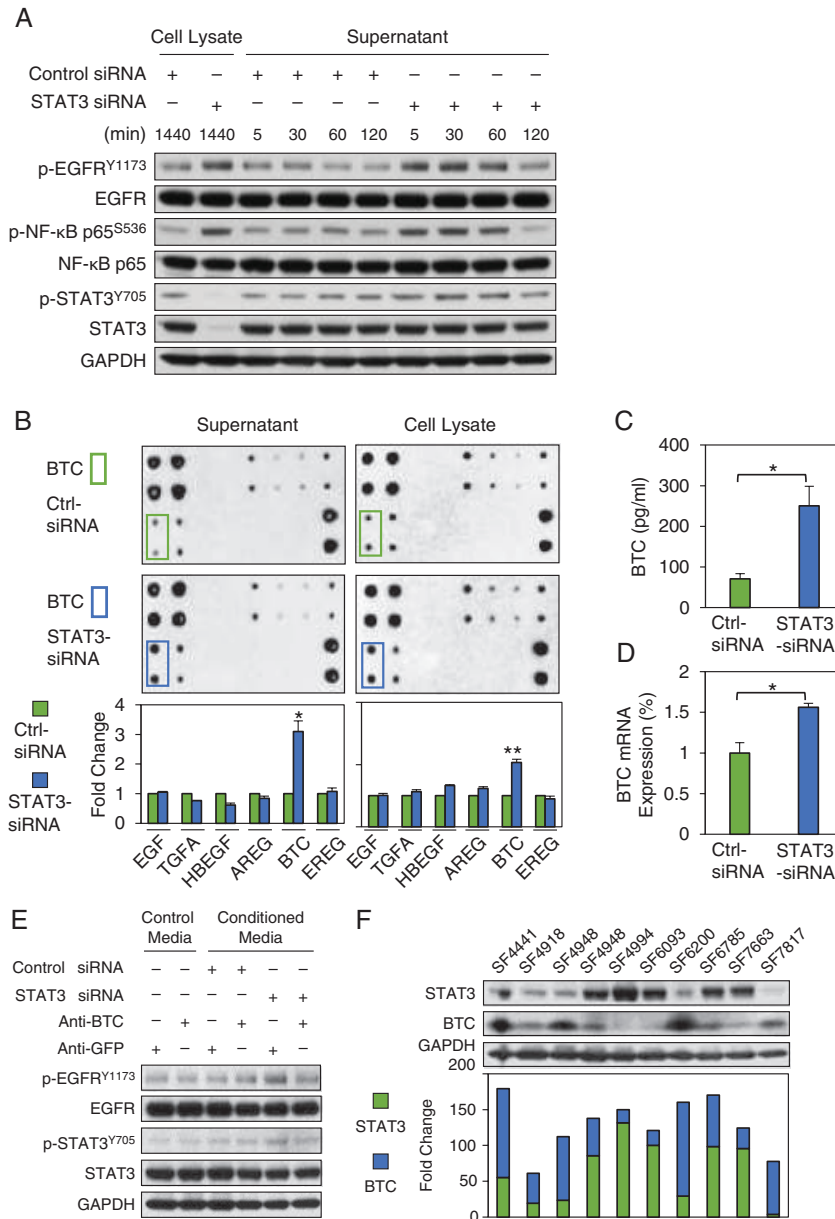 A
Cell Lysate Supernatant
Control siRNA + – + + + + – – – –
STAT3 siRNA – + – – – – + + + +
(min) 1440 1440 5 30 60 120 5 30 60 120
p-EGFRY1173
EGFR
p-NF-κB p65S536
NF-κB p65
p-STAT3Y705
STAT3
GAPDH
B
Supernatant Cell Lysate
BTC
Ctrl-
siRNA
BTC
STAT3-
siRNA
Ctrl-
siRNA
STAT3-
siRNA
Fold Change
4
3
2
1
0
*
**
EGF TGFA HBEGF AREG BTC EREG
EGF TGFA HBEGF AREG BTC EREG
C
BTC (pg/ml)
400
300
200
100
0
*
Ctrl-
siRNA
STAT3
-siRNA
D
BTC mRNA
Expression (%)
2
1.5
1
0.5
0
*
Ctrl-
siRNA
STAT3
-siRNA
E
Control
Media
Conditioned
Media
Control siRNA – – + + – –
STAT3 siRNA – – – – + +
Anti-BTC – + – + – +
Anti-GFP + – + – + –
p-EGFRY1173
EGFR
p-STAT3Y705
STAT3
GAPDH
F
SF4441 SF4918 SF4948 SF4948 SF4994 SF6093 SF6200 SF6785 SF7663 SF7817
STAT3
BTC
GAPDH
200
150
100
50
0
Fold Change
STAT3
BTC